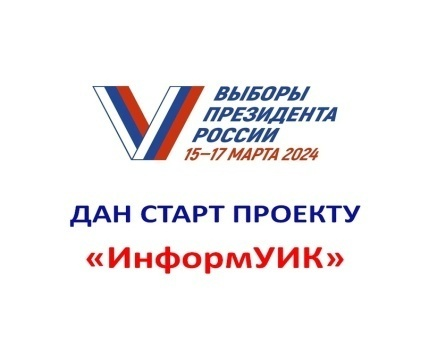 ВЫБОРЫ
ПРЕЗИДЕНТА
РОССИИ
15–17 МАРТА 2024
ДАН СТАРТ ПРОЕКТУ
«ИнформУИК»